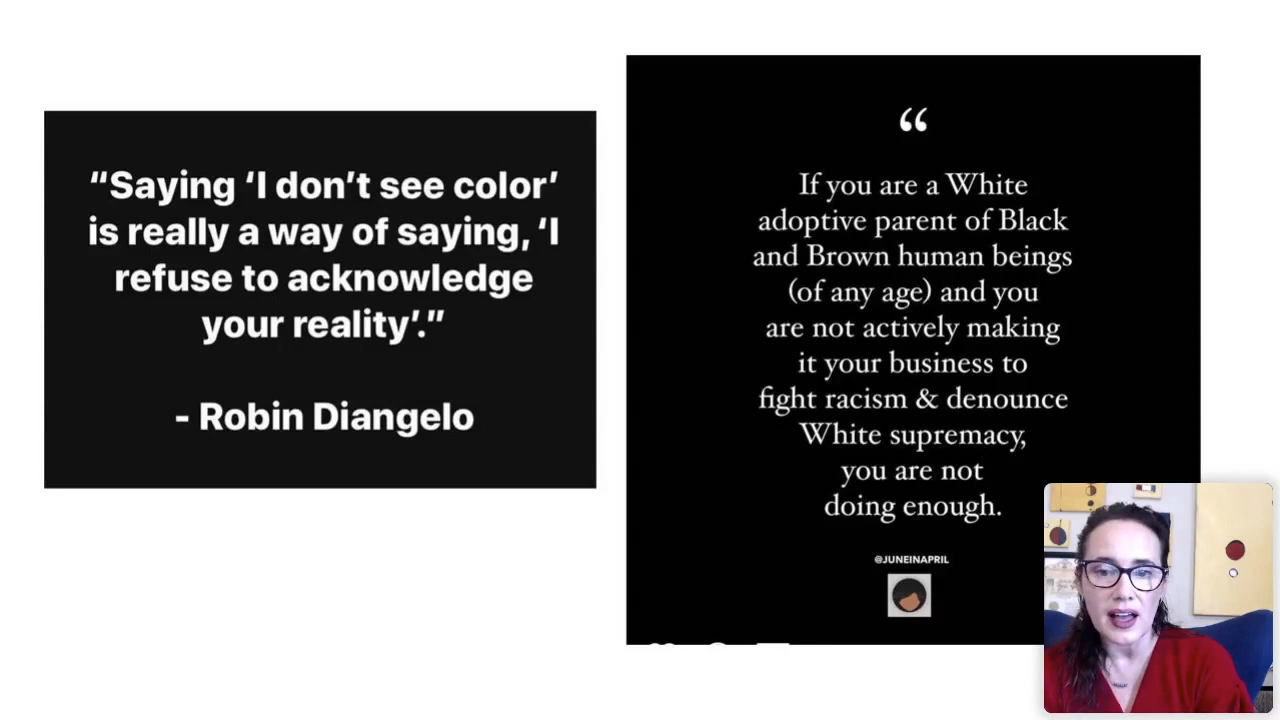 “Saying ‘I don’t see color’
is really a way of saying, ‘I
refuse to acknowledge
your reality’.”
- Robin Diangelo
“
If you are a White
adoptive parent of Black
and Brown human beings
(of any age) and you
are not actively making
it your business to
fight racism & denounce
White supremacy,
you are not
doing enough.
@JUNEINAPRIL